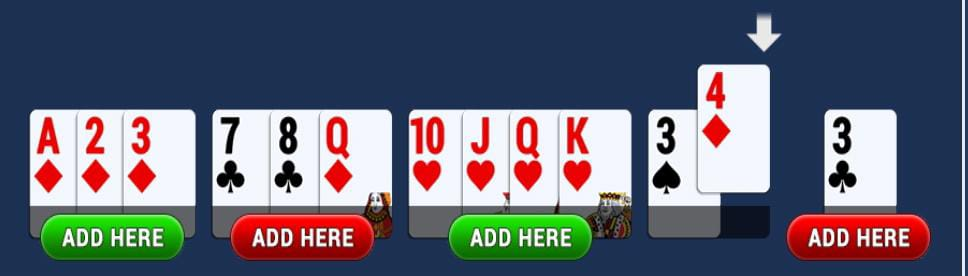 4
A 2 3 7 8 Q 10 J Q K 3 3
ADD HERE ADD HERE ADD HERE ADD HERE